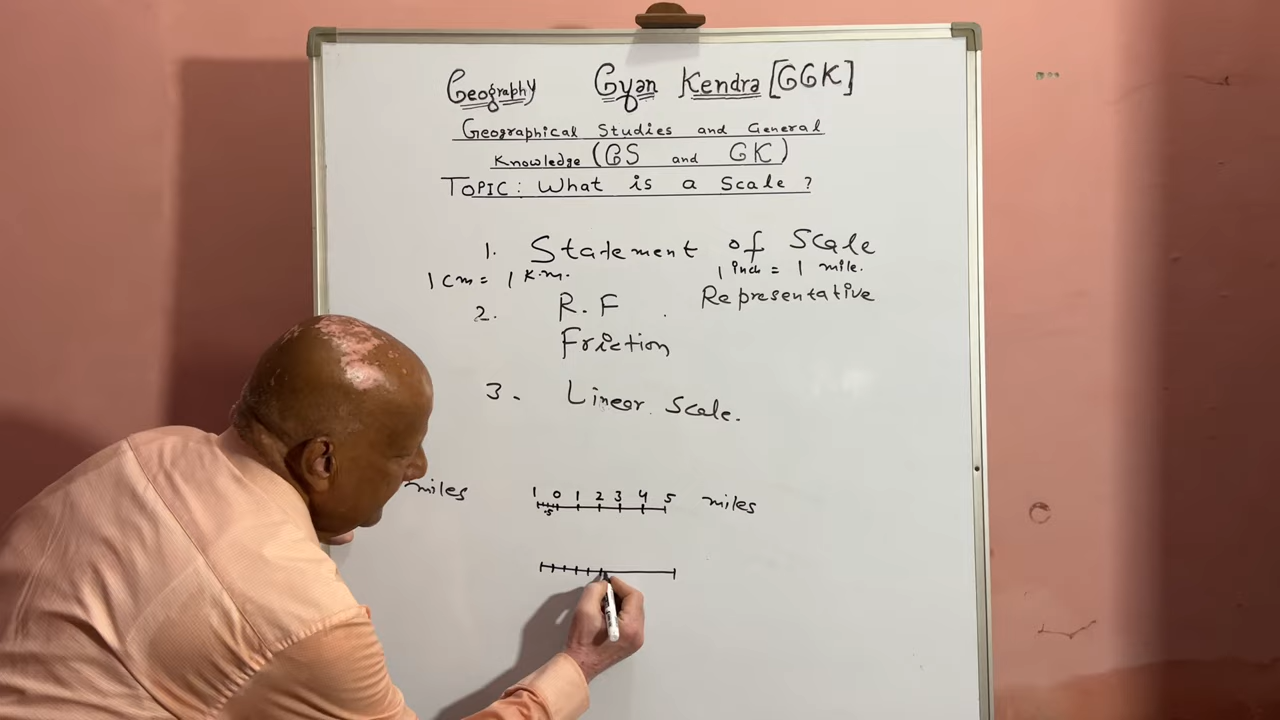 Geography Gyan Kendra [GGK]
Geographical Studies and General
Knowledge (GS and GK)
TOPIC: What is a Scale ?
1. Statement of Scale
1 cm = 1 K.m. 1 inch = 1 mile.
2. R.F. Representative
Friction
3. Linear Scale.
miles 1 0 1 2 3 4 5 miles
.5